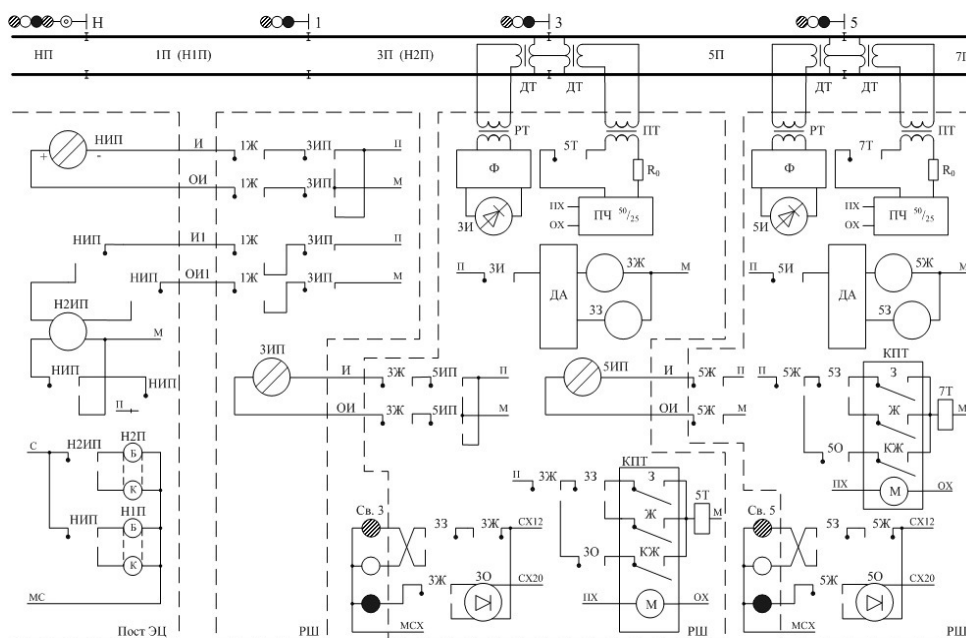 Н 1 3 5
НП 1П (Н1П) 3П (Н2П) 5П 7П
ДТ ДТ ДТ ДТ
РТ ПТ РТ ПТ
+ - НИП И 1Ж 3ИП П
ОИ 1Ж 3ИП М
Ф 5Т R₀
Ф 7Т R₀
3И ПХ ОХ ПЧ 50/25
5И ПХ ОХ ПЧ 50/25
НИП И1 1Ж 3ИП П
НИП ОИ1 1Ж 3ИП М
Н2ИП М
П 3И ДА 3Ж М
33
П 5И ДА 5Ж М
53
НИП НИП
П
3ИП И 3Ж 5ИП П
ОИ 3Ж 5ИП М
5ИП И 5Ж П
ОИ 5Ж М
КПТ
П 5Ж 53 З 7Т
Ж М
5О КЖ
ПХ М ОХ
С Н2ИП Н2П
Б
К
НИП Н1П
Б
К
МС
КПТ
П 3Ж 33 З 5Т
Ж М
3О КЖ
ПХ М ОХ
Св. 3 33 3Ж СХ12
3Ж 3О СХ20
МСХ
Св. 5 53 5Ж СХ12
5Ж 5О СХ20
МСХ
Пост ЭЦ РШ РШ РШ